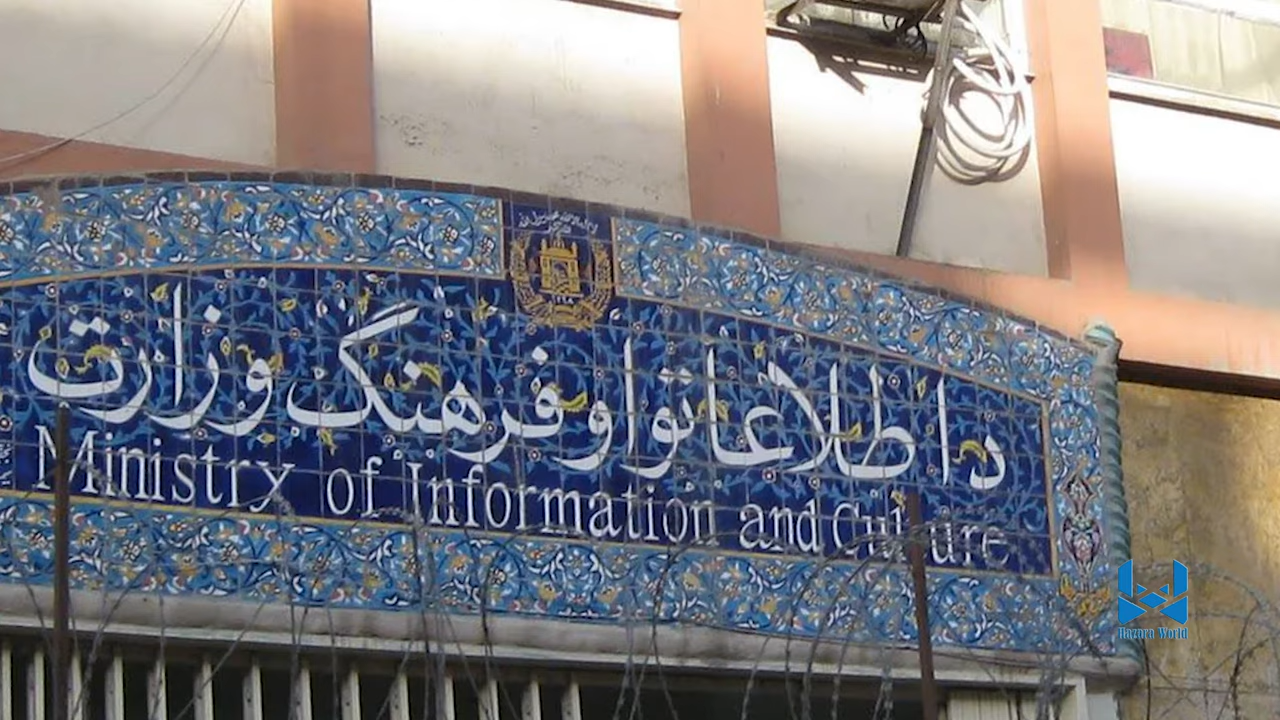 د اطلاعاتو او فرهنگ وزارت
Ministry of Information and Culture
Hazara World